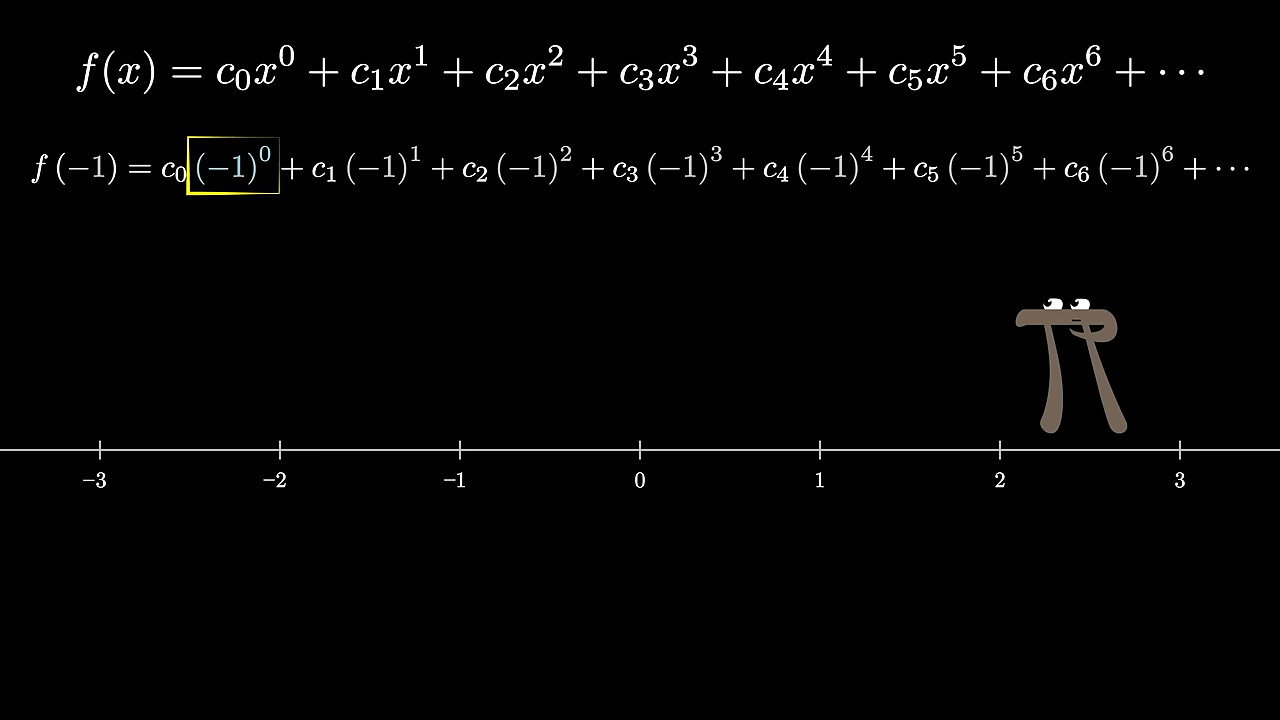 f(x) = c₀x⁰ + c₁x¹ + c₂x² + c₃x³ + c₄x⁴ + c₅x⁵ + c₆x⁶ + ⋯
f(−1) = c₀(−1)⁰ + c₁(−1)¹ + c₂(−1)² + c₃(−1)³ + c₄(−1)⁴ + c₅(−1)⁵ + c₆(−1)⁶ + ⋯
−3 −2 −1 0 1 2 3